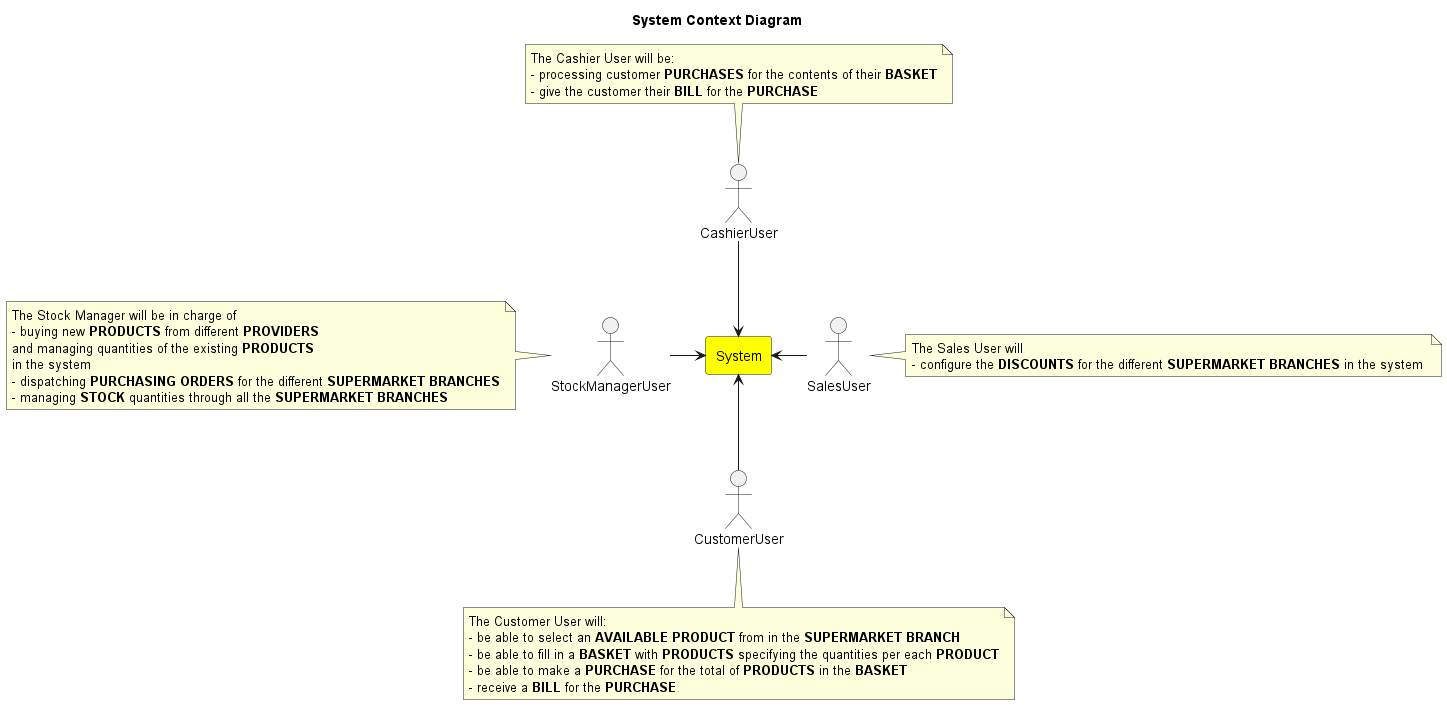 System Context Diagram
The Cashier User will be:
- processing customer PURCHASES for the contents of their BASKET
- give the customer their BILL for the PURCHASE
CashierUser
The Stock Manager will be in charge of
- buying new PRODUCTS from different PROVIDERS
and managing quantities of the existing PRODUCTS
in the system
- dispatching PURCHASING ORDERS for the different SUPERMARKET BRANCHES
- managing STOCK quantities through all the SUPERMARKET BRANCHES
StockManagerUser
System
SalesUser
The Sales User will
- configure the DISCOUNTS for the different SUPERMARKET BRANCHES in the system
CustomerUser
The Customer User will:
- be able to select an AVAILABLE PRODUCT from in the SUPERMARKET BRANCH
- be able to fill in a BASKET with PRODUCTS specifying the quantities per each PRODUCT
- be able to make a PURCHASE for the total of PRODUCTS in the BASKET
- receive a BILL for the PURCHASE